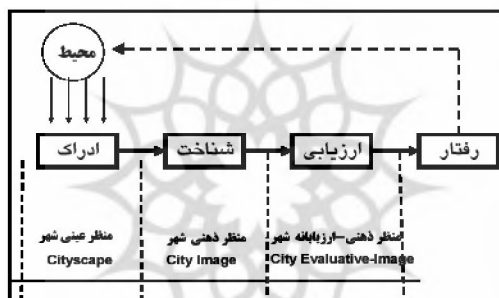 محیط
ادراک
شناخت
ارزیابی
رفتار
منظر عینی شهر
Cityscape
منظر ذهنی شهر
City Image
منظر ذهنی-ارزیابانه شهر
City Evaluative-Image